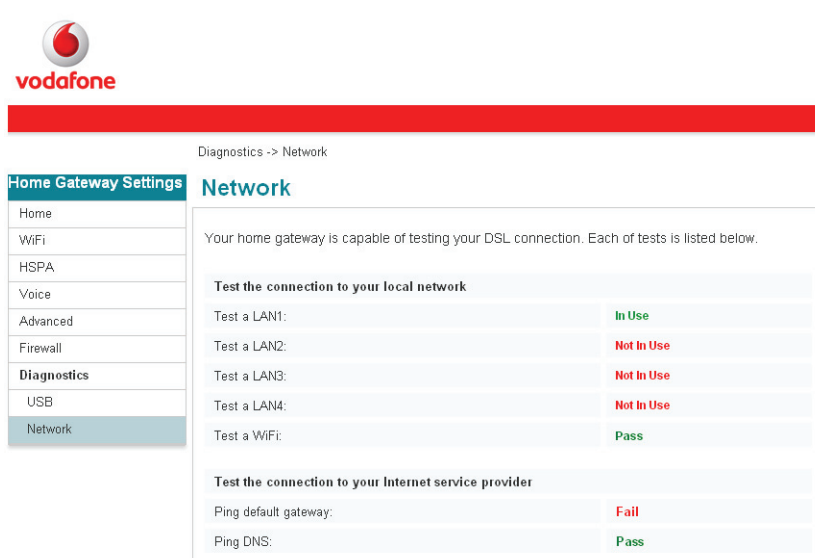 vodafone
Diagnostics -> Network
Home Gateway Settings
Home
WiFi
HSPA
Voice
Advanced
Firewall
Diagnostics
USB
Network
Network
Your home gateway is capable of testing your DSL connection. Each of tests is listed below.
Test the connection to your local network
Test a LAN1: In Use
Test a LAN2: Not In Use
Test a LAN3: Not In Use
Test a LAN4: Not In Use
Test a WiFi: Pass
Test the connection to your Internet service provider
Ping default gateway: Fail
Ping DNS: Pass